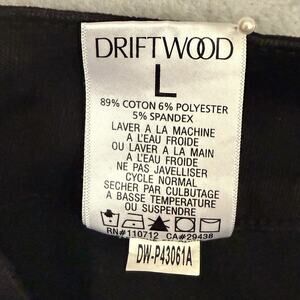 DRIFTWOOD
L
89% COTON 6% POLYESTER
5% SPANDEX
LAVER A LA MACHINE
A L'EAU FROIDE
OU LAVER A LA MAIN
A L'EAU FROIDE
NE PAS JAVELLISER
CYCLE NORMAL
SECHER PAR CULBUTAGE
A BASSE TEMPERATURE
OU SUSPENDRE
RN#110712 CA#29438
DW-P43061A